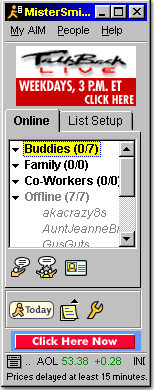 MisterSmi...
My AIM People Help
TalkBack
LIVE
WEEKDAYS, 3 P.M. ET
CLICK HERE
Online List Setup
Buddies (0/7)
Family (0/0)
Co-Workers (0/0)
Offline (7/7)
akacrazy8s
AuntJeanneBr
GusGuts
Today
Click Here Now
.. AOL 53.38 +0.28 IND
Prices delayed at least 15 minutes.